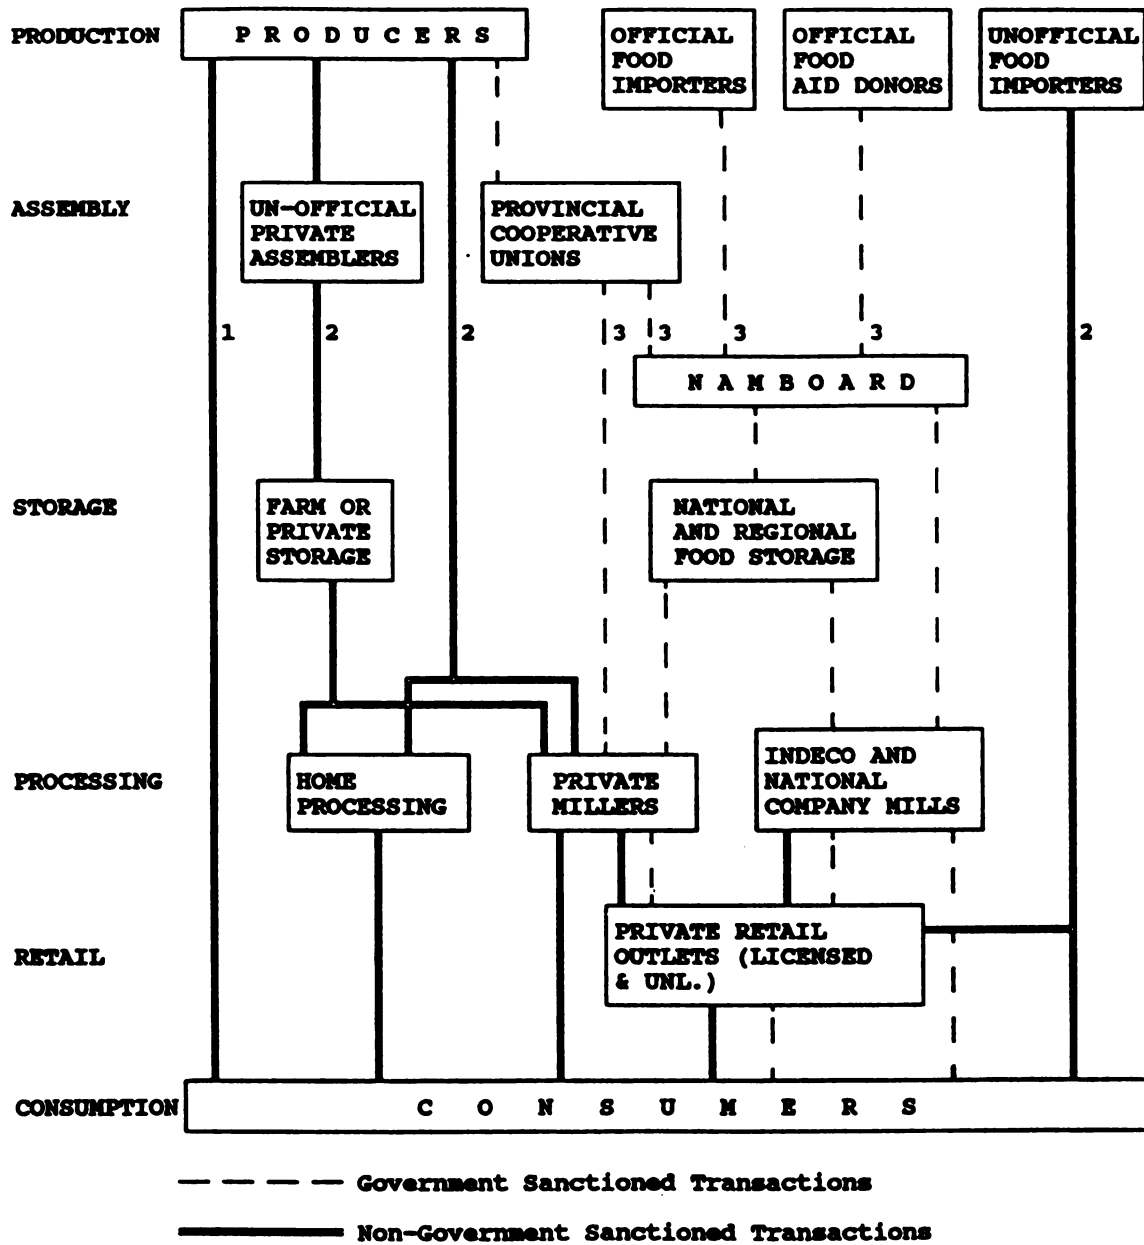 PRODUCTION
P R O D U C E R S
OFFICIAL
FOOD
IMPORTERS
OFFICIAL
FOOD
AID DONORS
UNOFFICIAL
FOOD
IMPORTERS
ASSEMBLY
UN-OFFICIAL
PRIVATE
ASSEMBLERS
PROVINCIAL
COOPERATIVE
UNIONS
1 2 2 3 3 3 3 2
N A M B O A R D
STORAGE
FARM OR
PRIVATE
STORAGE
NATIONAL
AND REGIONAL
FOOD STORAGE
PROCESSING
HOME
PROCESSING
PRIVATE
MILLERS
INDECO AND
NATIONAL
COMPANY MILLS
RETAIL
PRIVATE RETAIL
OUTLETS (LICENSED
& UNL.)
CONSUMPTION
C O N S U M E R S
Government Sanctioned Transactions
Non-Government Sanctioned Transactions